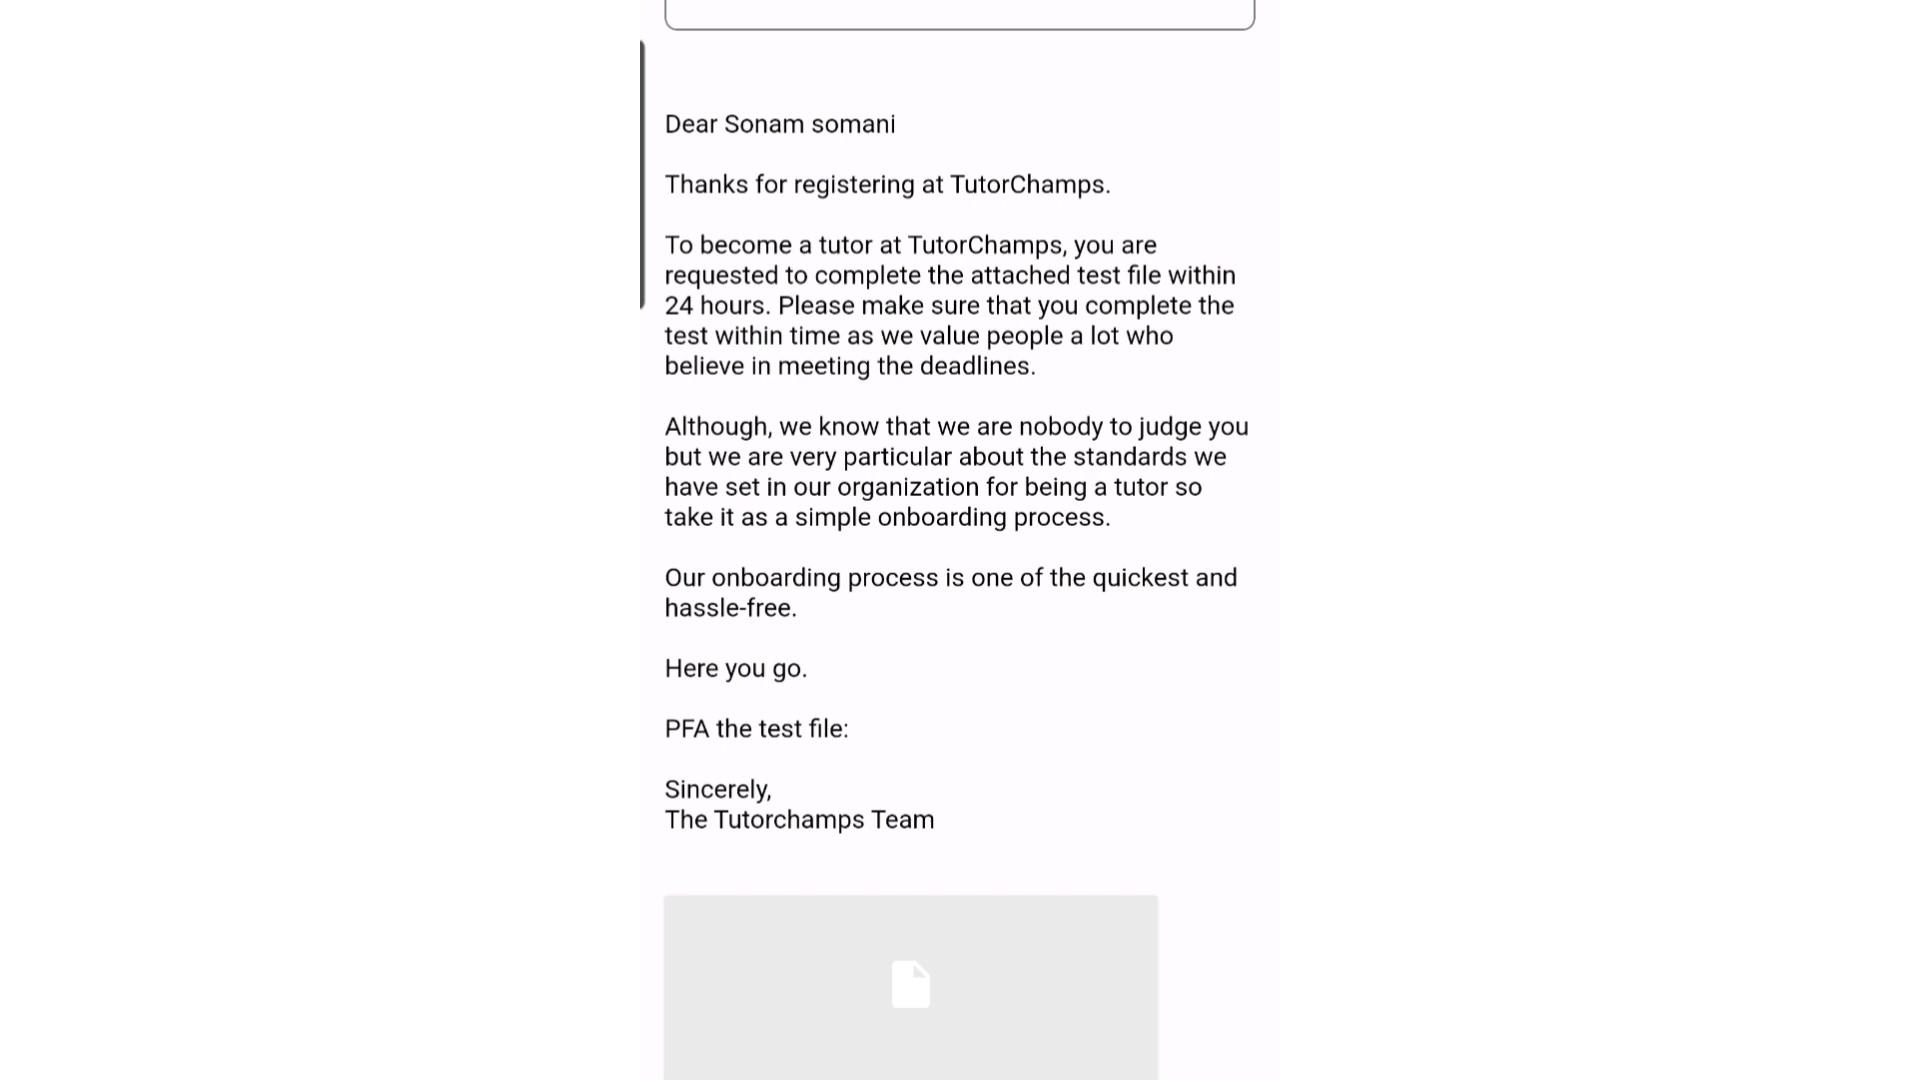 Dear Sonam somani
Thanks for registering at TutorChamps.
To become a tutor at TutorChamps, you are
requested to complete the attached test file within
24 hours. Please make sure that you complete the
test within time as we value people a lot who
believe in meeting the deadlines.
Although, we know that we are nobody to judge you
but we are very particular about the standards we
have set in our organization for being a tutor so
take it as a simple onboarding process.
Our onboarding process is one of the quickest and
hassle-free.
Here you go.
PFA the test file:
Sincerely,
The Tutorchamps Team